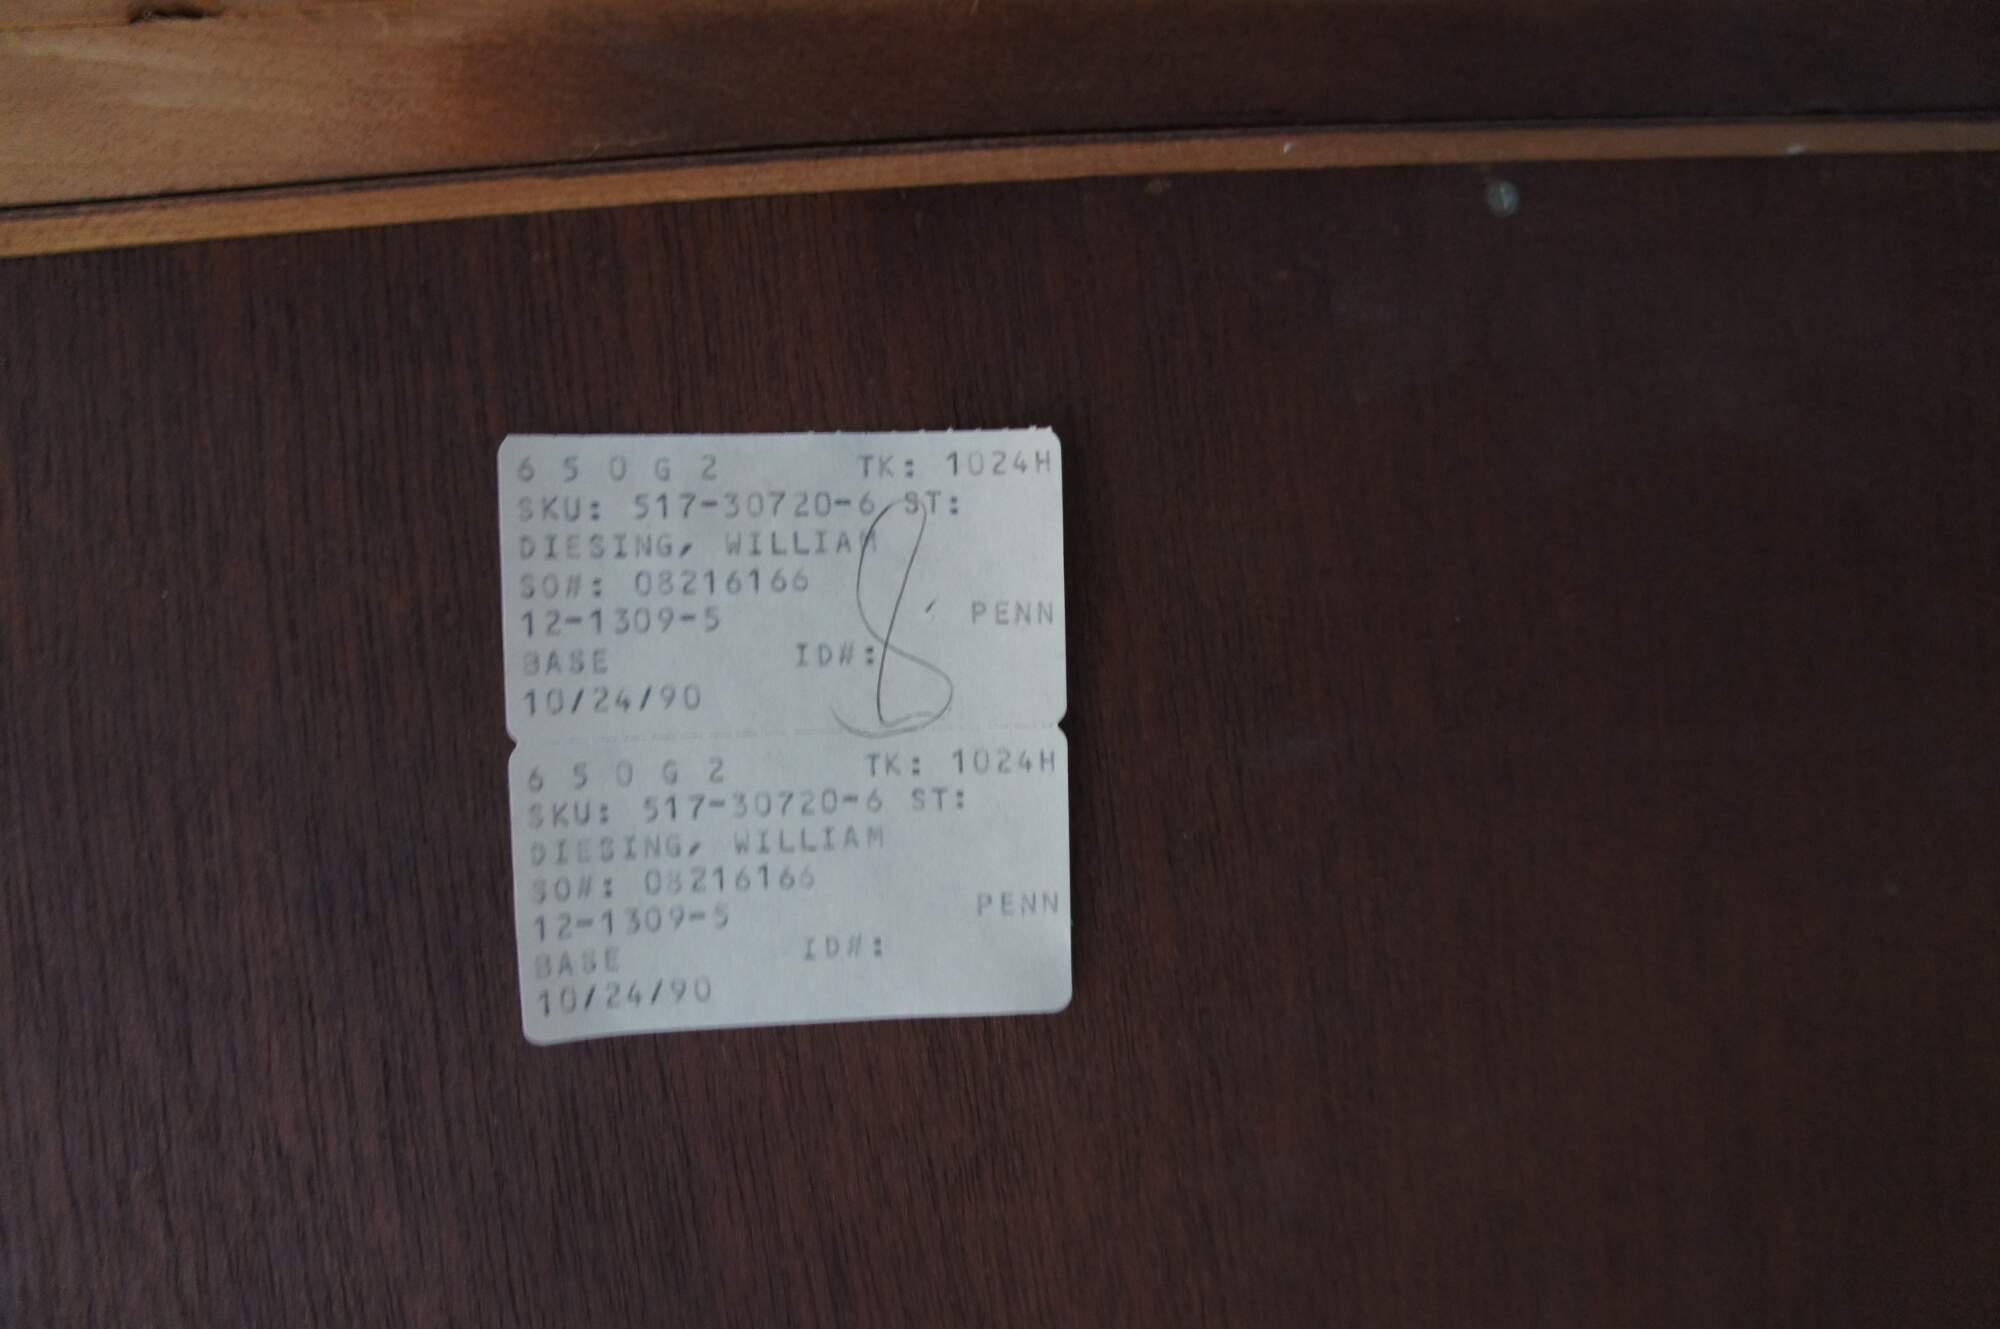 6 5 0 G 2 TK: 1024H
SKU: 517-30720-6 ST:
DIESING, WILLIAM
SO#: 08216166
12-1309-5 PENN
BASE ID#:
10/24/90
8
6 5 0 G 2 TK: 1024H
SKU: 517-30720-6 ST:
DIESING, WILLIAM
SO#: 08216166
12-1309-5 PENN
BASE ID#:
10/24/90